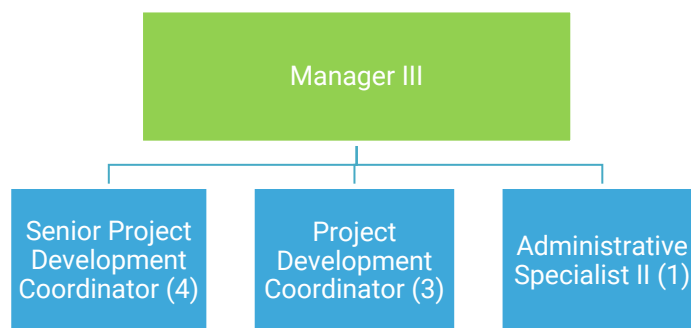 Manager III
Senior Project
Development
Coordinator (4)
Project
Development
Coordinator (3)
Administrative
Specialist II (1)